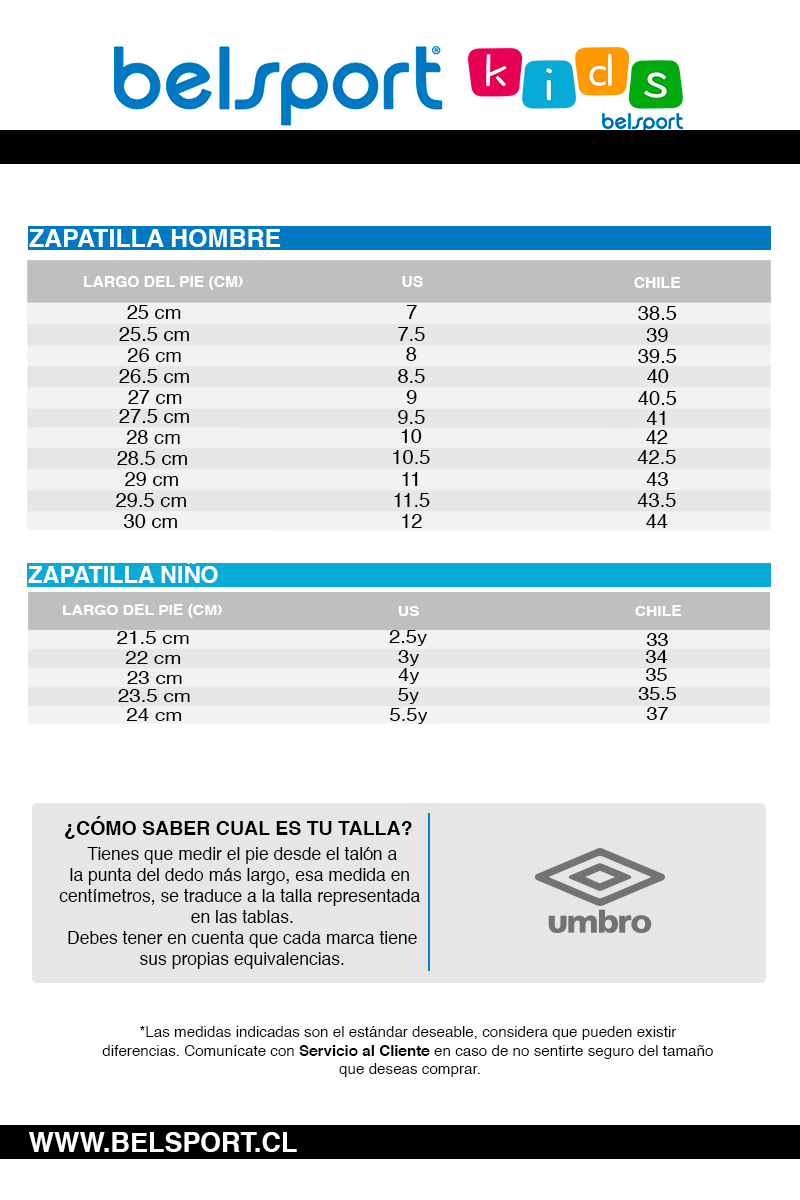 belsport® kids
belsport
ZAPATILLA HOMBRE
LARGO DEL PIE (CM) US CHILE
25 cm 7 38.5
25.5 cm 7.5 39
26 cm 8 39.5
26.5 cm 8.5 40
27 cm 9 40.5
27.5 cm 9.5 41
28 cm 10 42
28.5 cm 10.5 42.5
29 cm 11 43
29.5 cm 11.5 43.5
30 cm 12 44
ZAPATILLA NIÑO
LARGO DEL PIE (CM) US CHILE
21.5 cm 2.5y 33
22 cm 3y 34
23 cm 4y 35
23.5 cm 5y 35.5
24 cm 5.5y 37
¿CÓMO SABER CUAL ES TU TALLA?
Tienes que medir el pie desde el talón a
la punta del dedo más largo, esa medida en
centímetros, se traduce a la talla representada
en las tablas.
Debes tener en cuenta que cada marca tiene
sus propias equivalencias.
umbro
*Las medidas indicadas son el estándar deseable, considera que pueden existir
diferencias. Comunícate con Servicio al Cliente en caso de no sentirte seguro del tamaño
que deseas comprar.
WWW.BELSPORT.CL